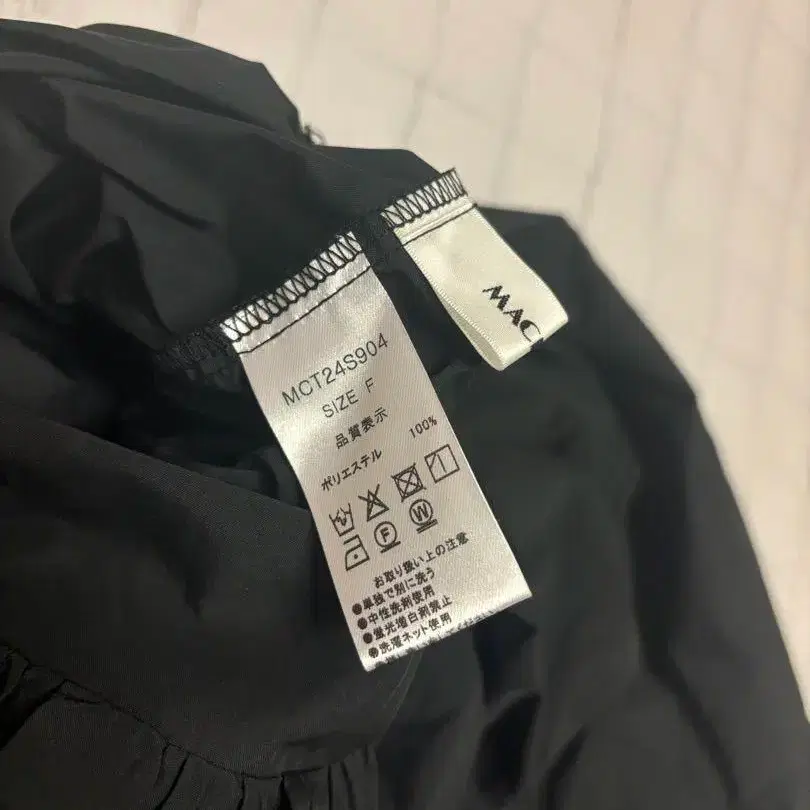 MCT24S904
SIZE F
品質表示
ポリエステル 100%
F W
お取り扱い上の注意
●単独で別に洗う
●中性洗剤使用
●蛍光増白剤禁止
●洗濯ネット使用
MAC